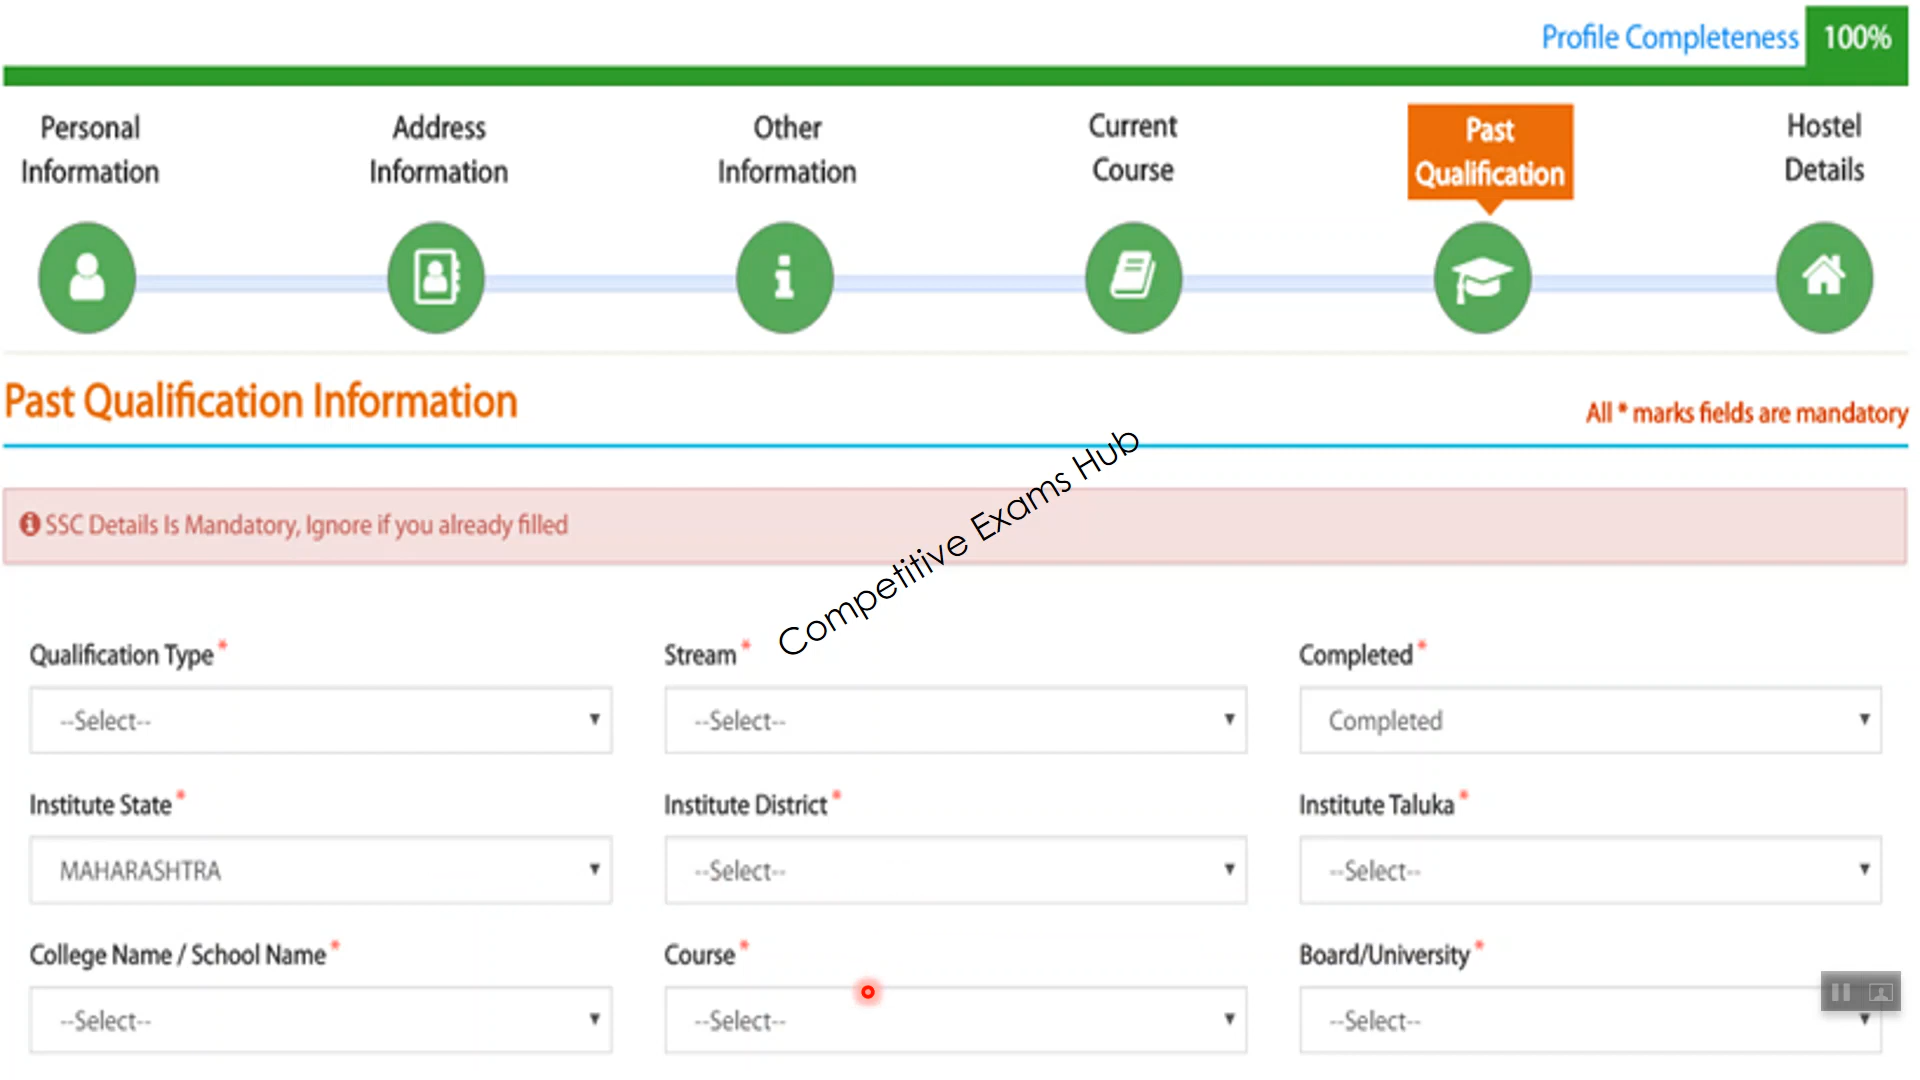 Profile Completeness 100%
Personal Information
Address Information
Other Information
Current Course
Past Qualification
Hostel Details
Past Qualification Information
All * marks fields are mandatory
Competitive Exams Hub
SSC Details Is Mandatory, Ignore if you already filled
Qualification Type * Stream * Completed *
--Select-- --Select-- Completed
Institute State * Institute District * Institute Taluka *
MAHARASHTRA --Select-- --Select--
College Name / School Name * Course * Board/University *
--Select-- --Select-- --Select--